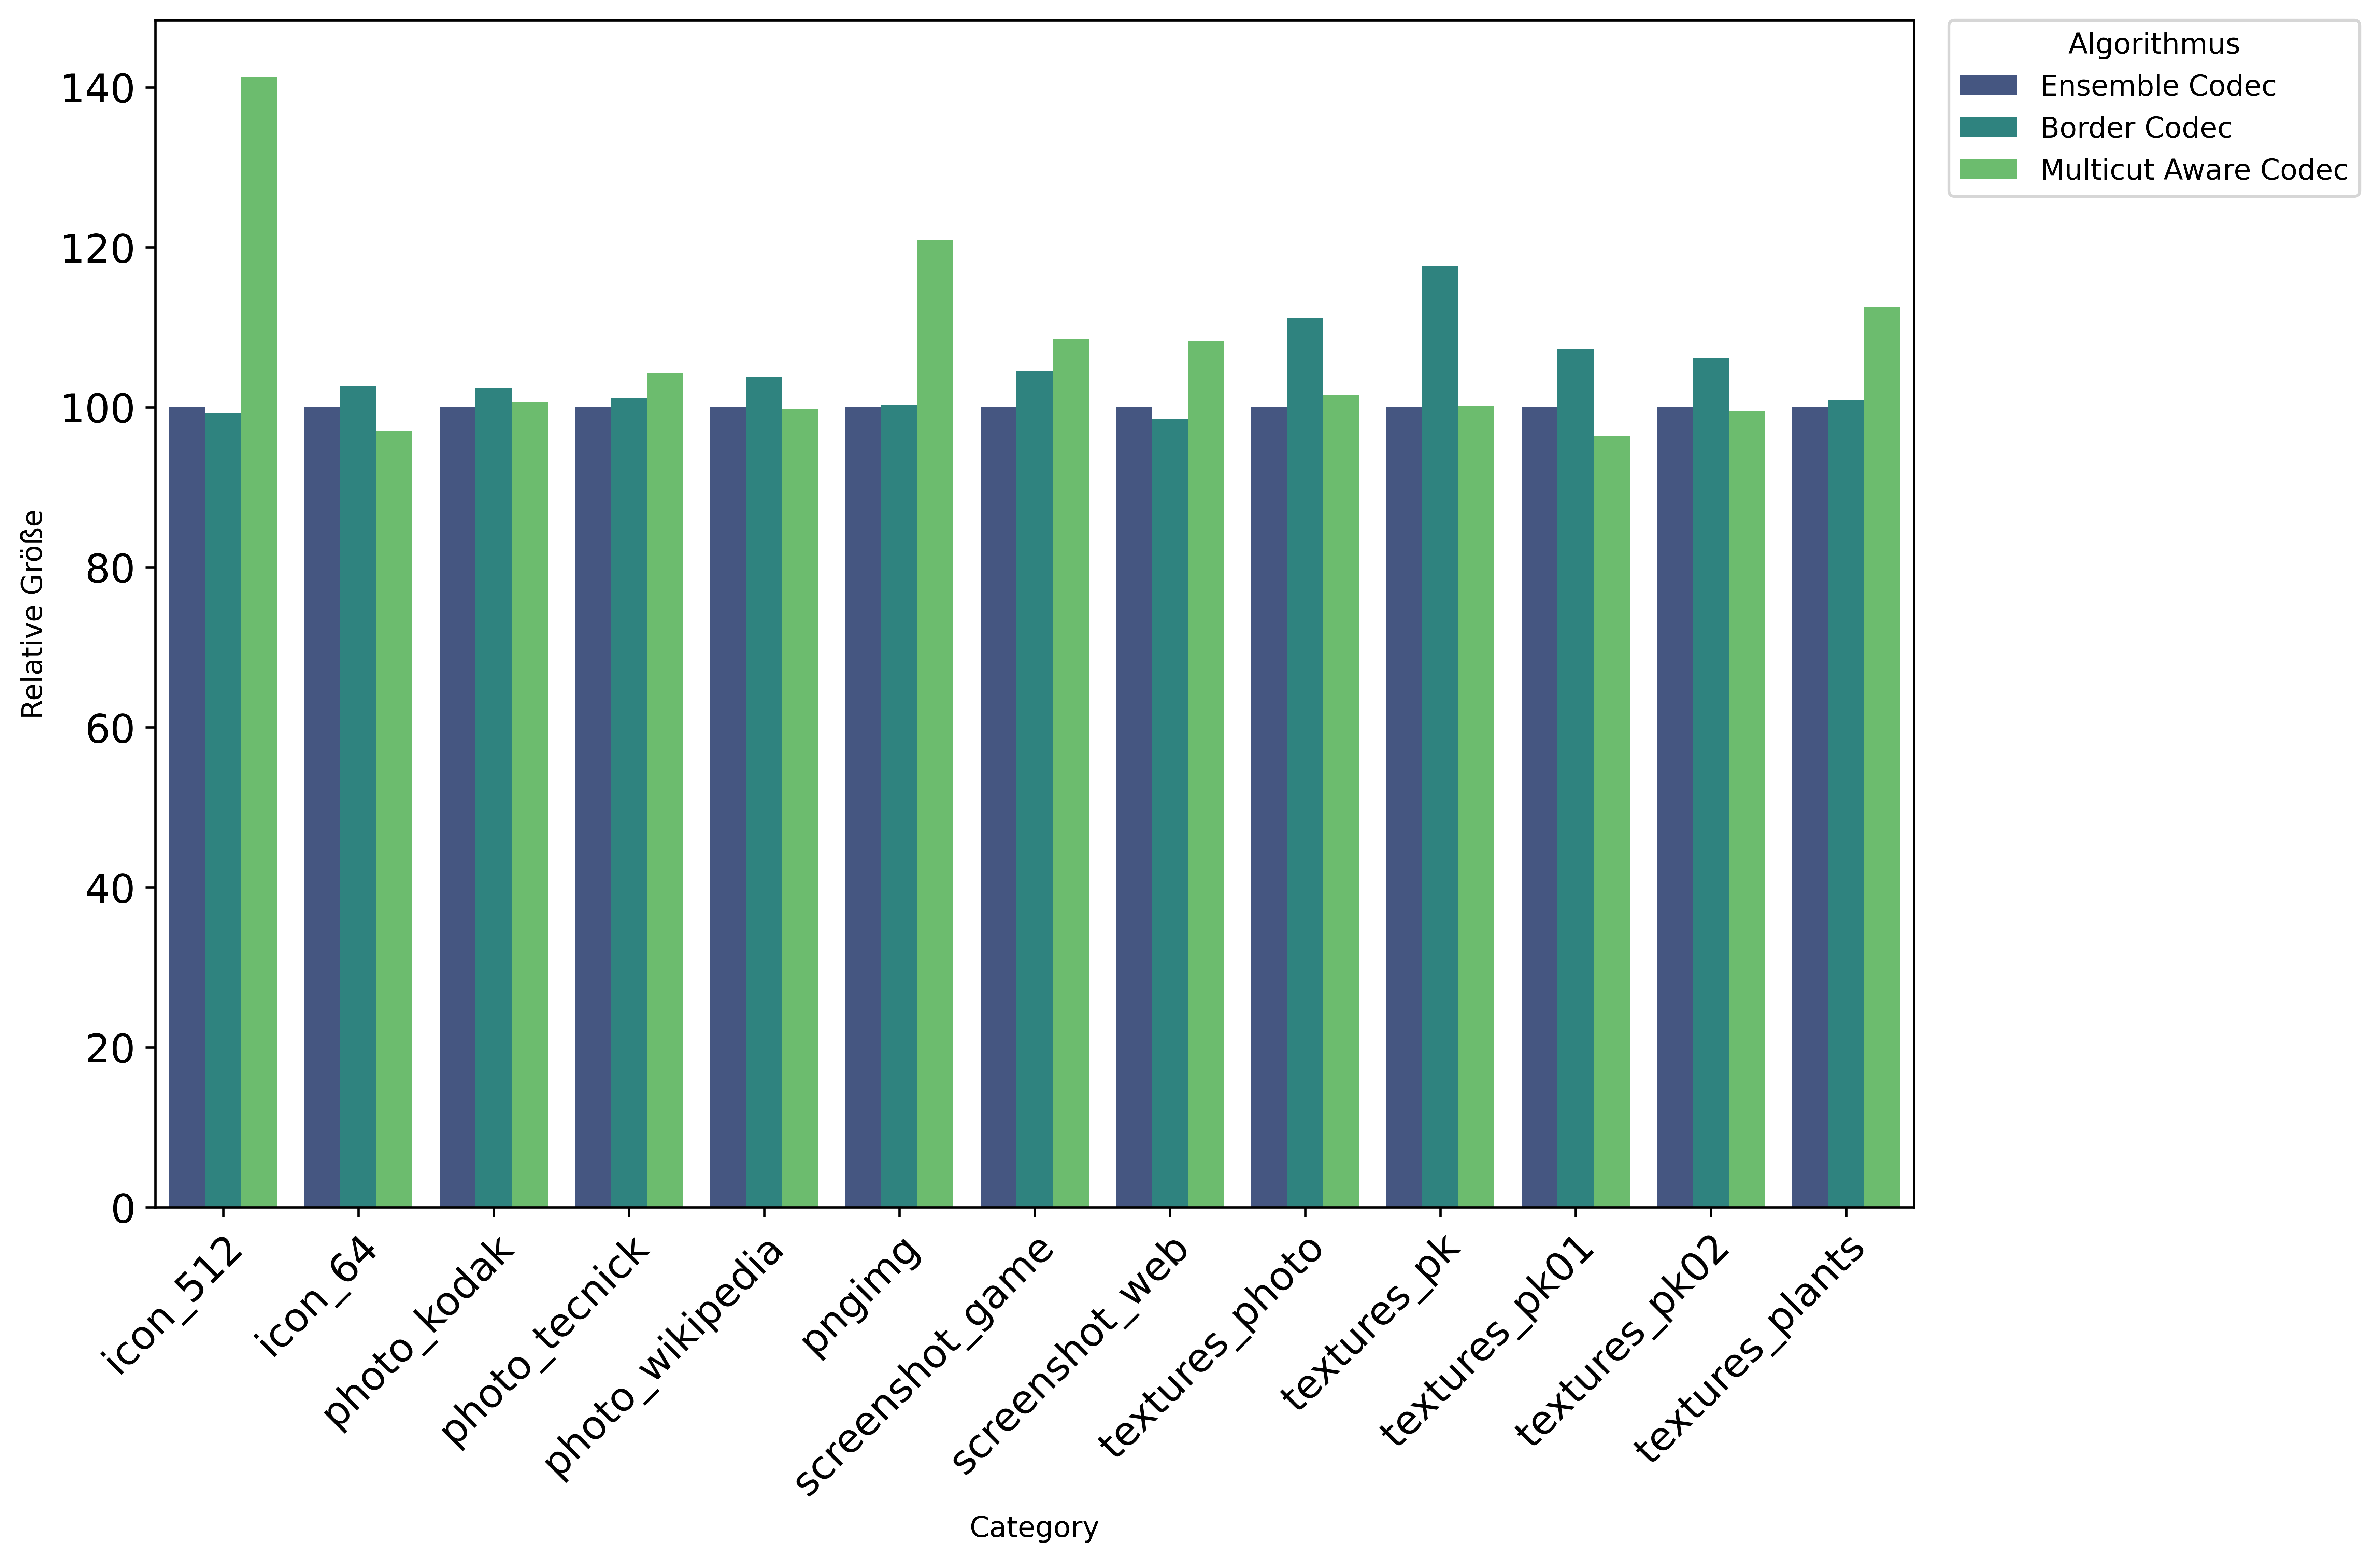 Algorithmus
Ensemble Codec
Border Codec
Multicut Aware Codec
Relative Größe
140
120
100
80
60
40
20
0
icon_512
icon_64
photo_kodak
photo_tecnick
photo_wikipedia
pngimg
screenshot_game
screenshot_web
textures_photo
textures_pk
textures_pk01
textures_pk02
textures_plants
Category